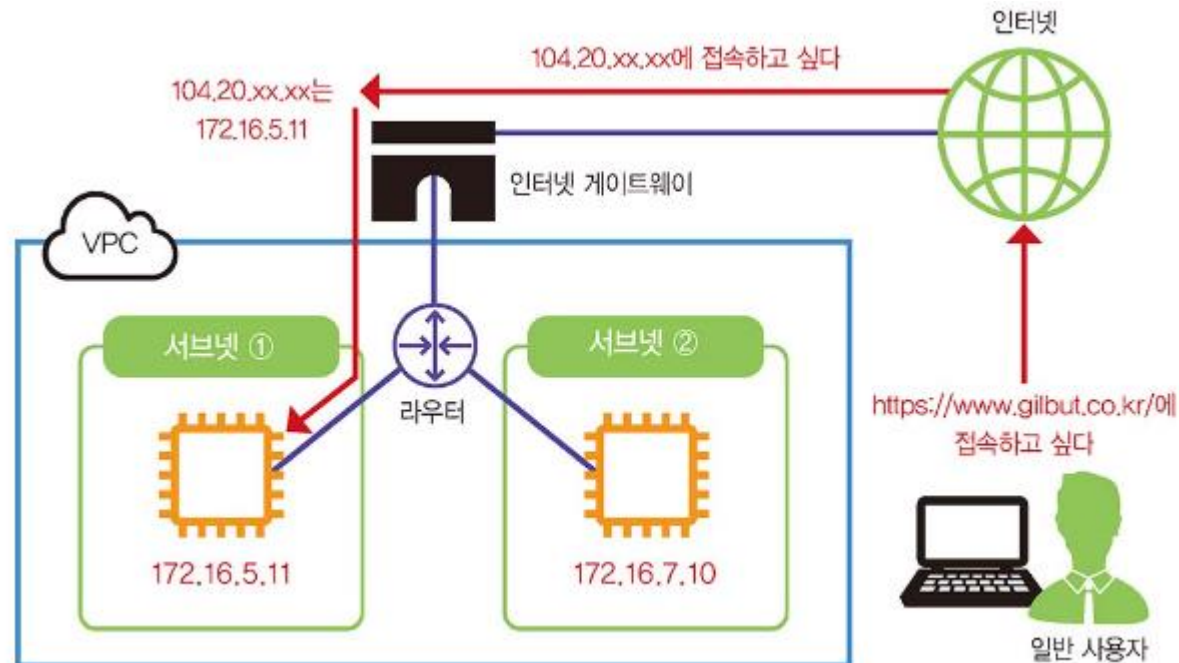 인터넷
104.20.xx.xx에 접속하고 싶다
104.20.xx.xx는
172.16.5.11
인터넷 게이트웨이
VPC
서브넷 ①
서브넷 ②
라우터
172.16.5.11
172.16.7.10
https://www.gilbut.co.kr/에
접속하고 싶다
일반 사용자